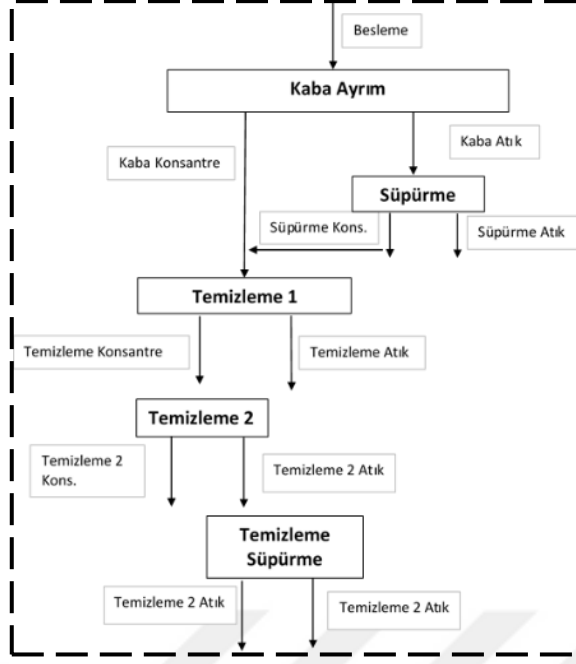 Besleme
Kaba Ayrım
Kaba Konsantre
Kaba Atık
Süpürme
Süpürme Kons.
Süpürme Atık
Temizleme 1
Temizleme Konsantre
Temizleme Atık
Temizleme 2
Temizleme 2
Kons.
Temizleme 2 Atık
Temizleme
Süpürme
Temizleme 2 Atık
Temizleme 2 Atık